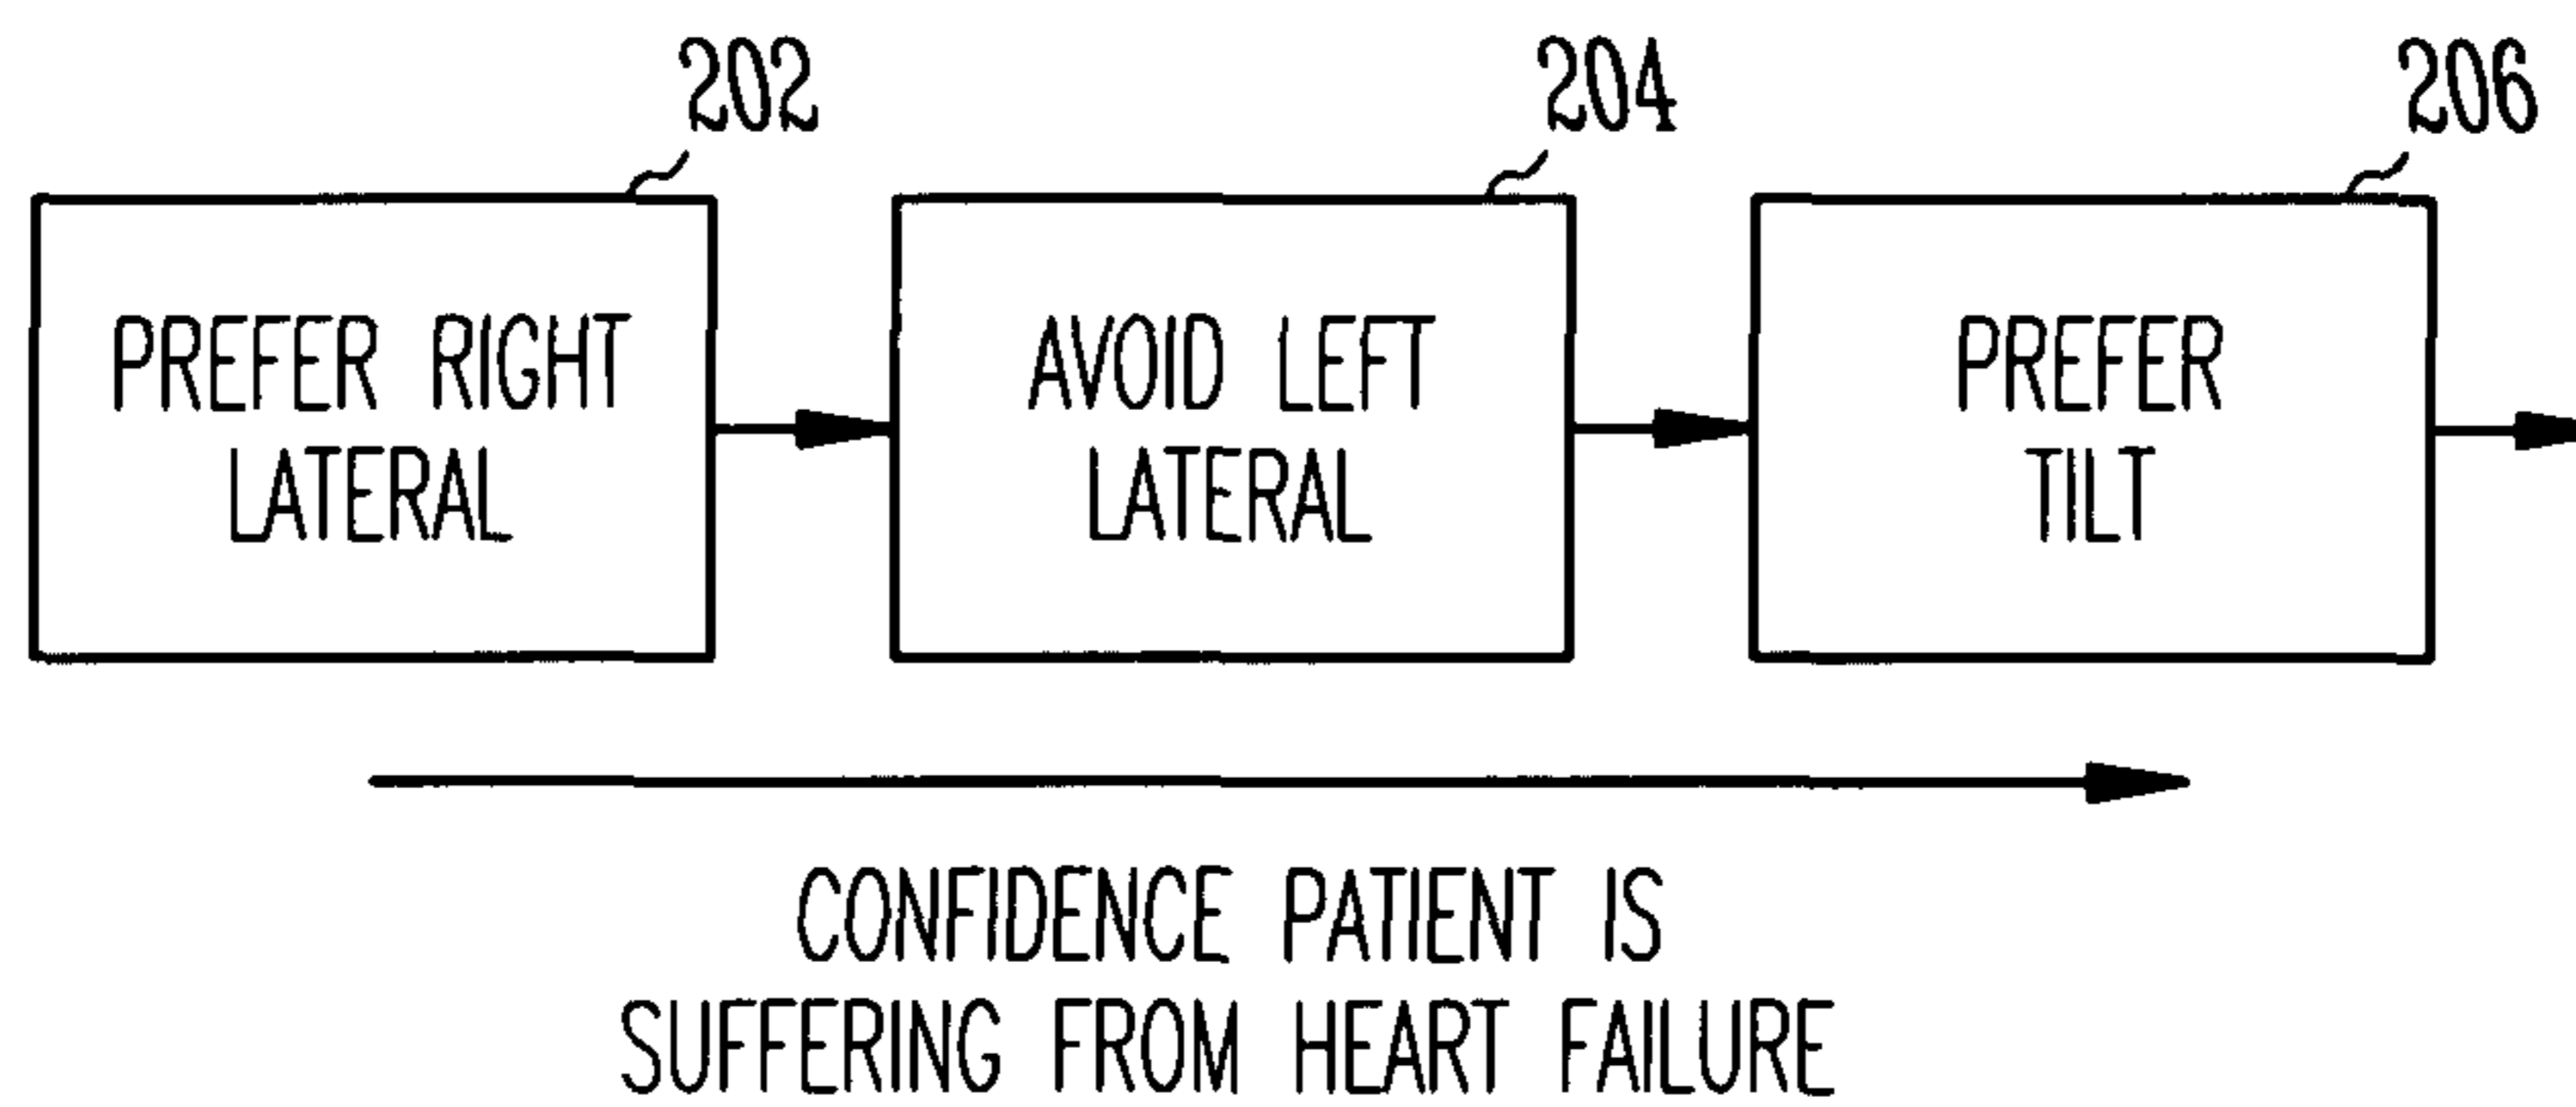 202 204 206
PREFER RIGHT
LATERAL
AVOID LEFT
LATERAL
PREFER
TILT
CONFIDENCE PATIENT IS
SUFFERING FROM HEART FAILURE